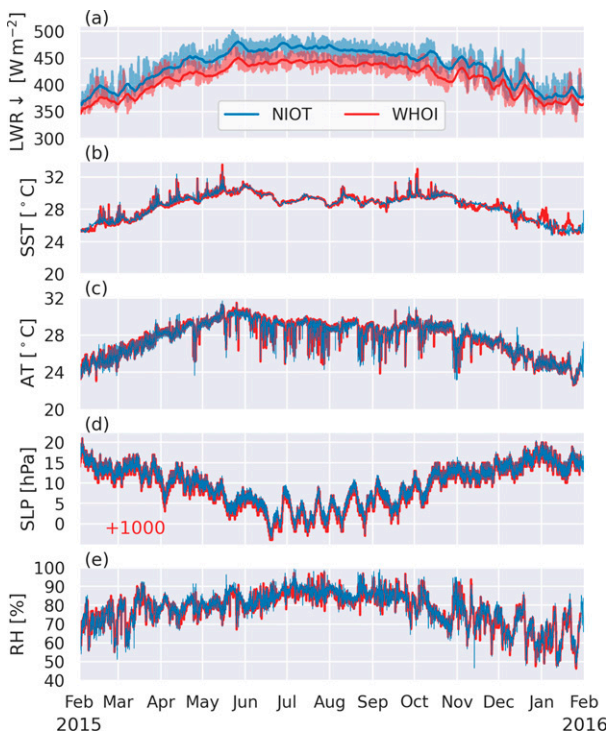 (a)
LWR ↓ [W m⁻²]
500
450
400
350
300
NIOT WHOI
(b)
SST [°C]
32
28
24
20
(c)
AT [°C]
32
28
24
20
(d)
SLP [hPa]
20
15
10
5
0
+1000
(e)
RH [%]
100
90
80
70
60
50
40
Feb Mar Apr May Jun Jul Aug Sep Oct Nov Dec Jan Feb
2015 2016